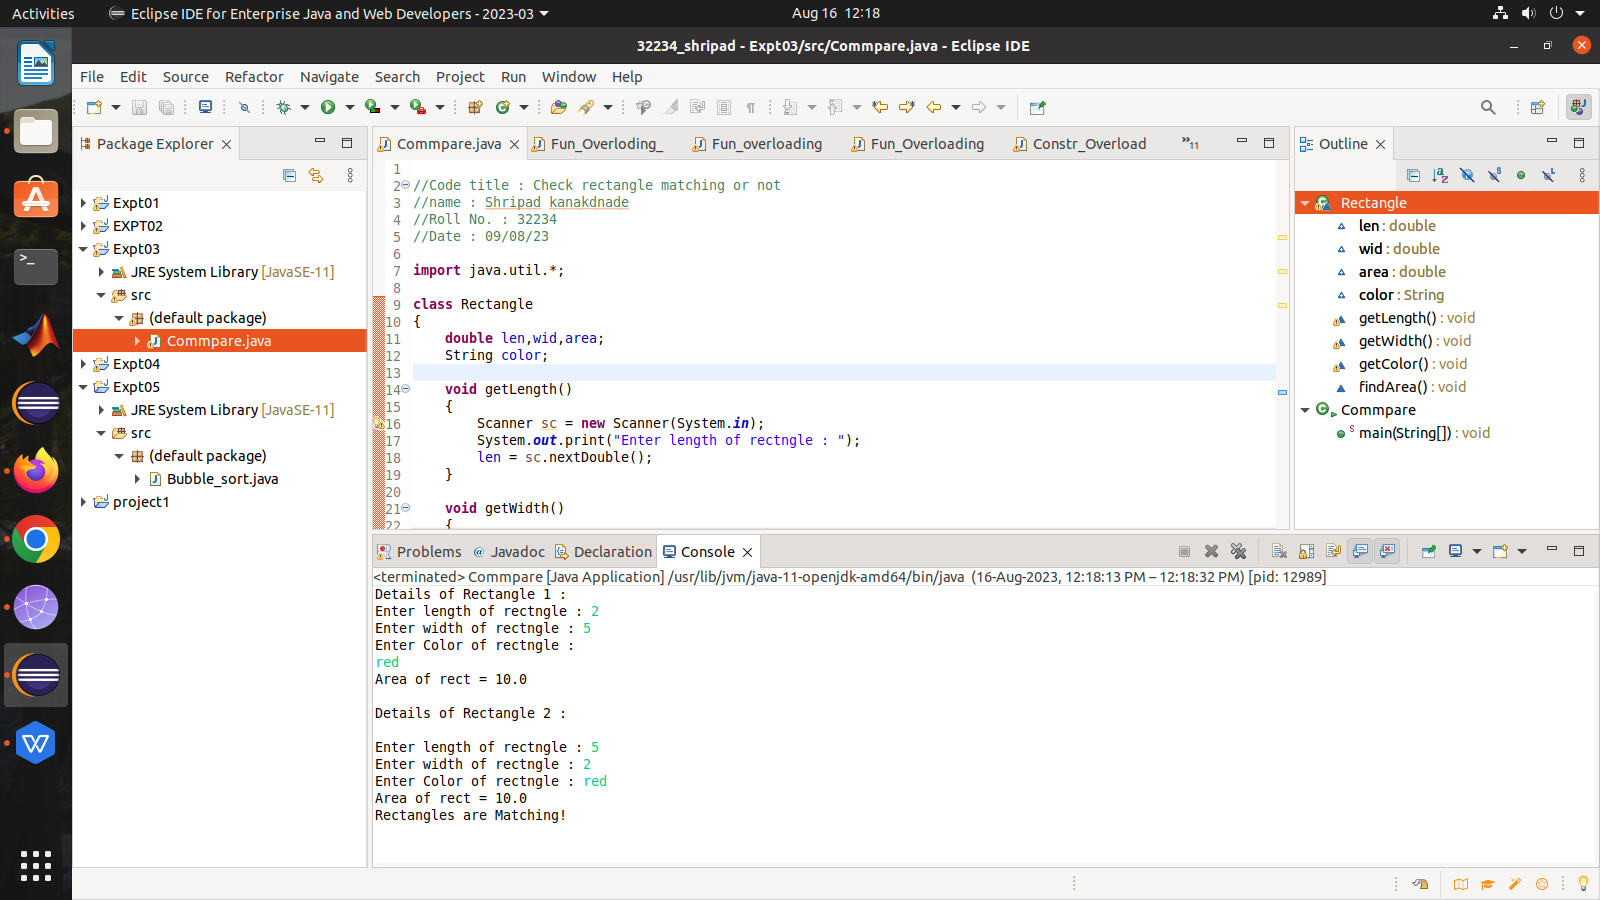 Activities
Eclipse IDE for Enterprise Java and Web Developers - 2023-03
Aug 16 12:18
32234_shripad - Expt03/src/Commpare.java - Eclipse IDE
File Edit Source Refactor Navigate Search Project Run Window Help
Package Explorer
Expt01
EXPT02
Expt03
JRE System Library [JavaSE-11]
src
(default package)
Commpare.java
Expt04
Expt05
JRE System Library [JavaSE-11]
src
(default package)
Bubble_sort.java
project1
Commpare.java Fun_Overloding_ Fun_overloading Fun_Overloading Constr_Overload »11
1
2 //Code title : Check rectangle matching or not
3 //name : Shripad kanakdnade
4 //Roll No. : 32234
5 //Date : 09/08/23
6
7 import java.util.*;
8
9 class Rectangle
10 {
11 double len,wid,area;
12 String color;
13
14 void getLength()
15 {
16 Scanner sc = new Scanner(System.in);
17 System.out.print("Enter length of rectngle : ");
18 len = sc.nextDouble();
19 }
20
21 void getWidth()
22 {
Outline
Rectangle
len : double
wid : double
area : double
color : String
getLength() : void
getWidth() : void
getColor() : void
findArea() : void
Commpare
main(String[]) : void
Problems Javadoc Declaration Console
<terminated> Commpare [Java Application] /usr/lib/jvm/java-11-openjdk-amd64/bin/java (16-Aug-2023, 12:18:13 PM – 12:18:32 PM) [pid: 12989]
Details of Rectangle 1 :
Enter length of rectngle : 2
Enter width of rectngle : 5
Enter Color of rectngle :
red
Area of rect = 10.0
Details of Rectangle 2 :
Enter length of rectngle : 5
Enter width of rectngle : 2
Enter Color of rectngle : red
Area of rect = 10.0
Rectangles are Matching!